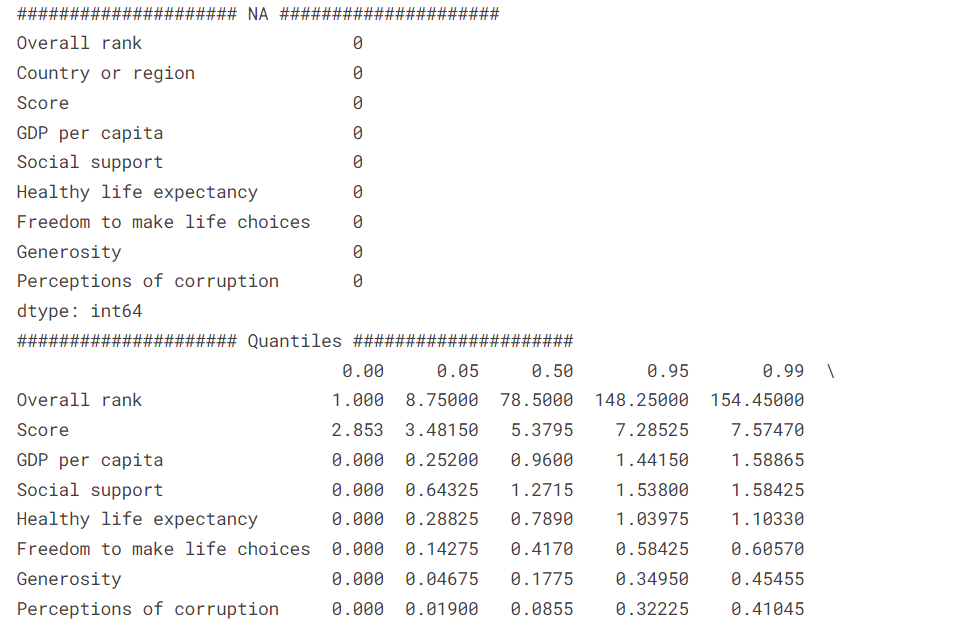 ##################### NA #####################
Overall rank                    0
Country or region               0
Score                           0
GDP per capita                  0
Social support                  0
Healthy life expectancy         0
Freedom to make life choices    0
Generosity                      0
Perceptions of corruption       0
dtype: int64
##################### Quantiles #####################
                               0.00     0.05     0.50       0.95       0.99  \
Overall rank                  1.000  8.75000  78.5000  148.25000  154.45000
Score                         2.853  3.48150   5.3795    7.28525    7.57470
GDP per capita                0.000  0.25200   0.9600    1.44150    1.58865
Social support                0.000  0.64325   1.2715    1.53800    1.58425
Healthy life expectancy       0.000  0.28825   0.7890    1.03975    1.10330
Freedom to make life choices  0.000  0.14275   0.4170    0.58425    0.60570
Generosity                    0.000  0.04675   0.1775    0.34950    0.45455
Perceptions of corruption     0.000  0.01900   0.0855    0.32225    0.41045